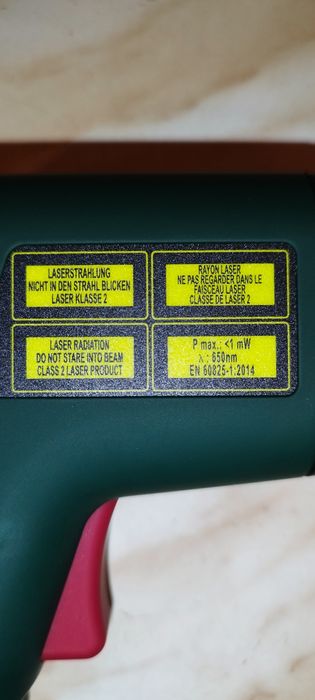 LASERSTRAHLUNG
NICHT IN DEN STRAHL BLICKEN
LASER KLASSE 2
RAYON LASER
NE PAS REGARDER DANS LE
FAISCEAU LASER
CLASSE DE LASER 2
LASER RADIATION
DO NOT STARE INTO BEAM
CLASS 2 LASER PRODUCT
P max.: <1 mW
λ : 650nm
EN 60825-1:2014